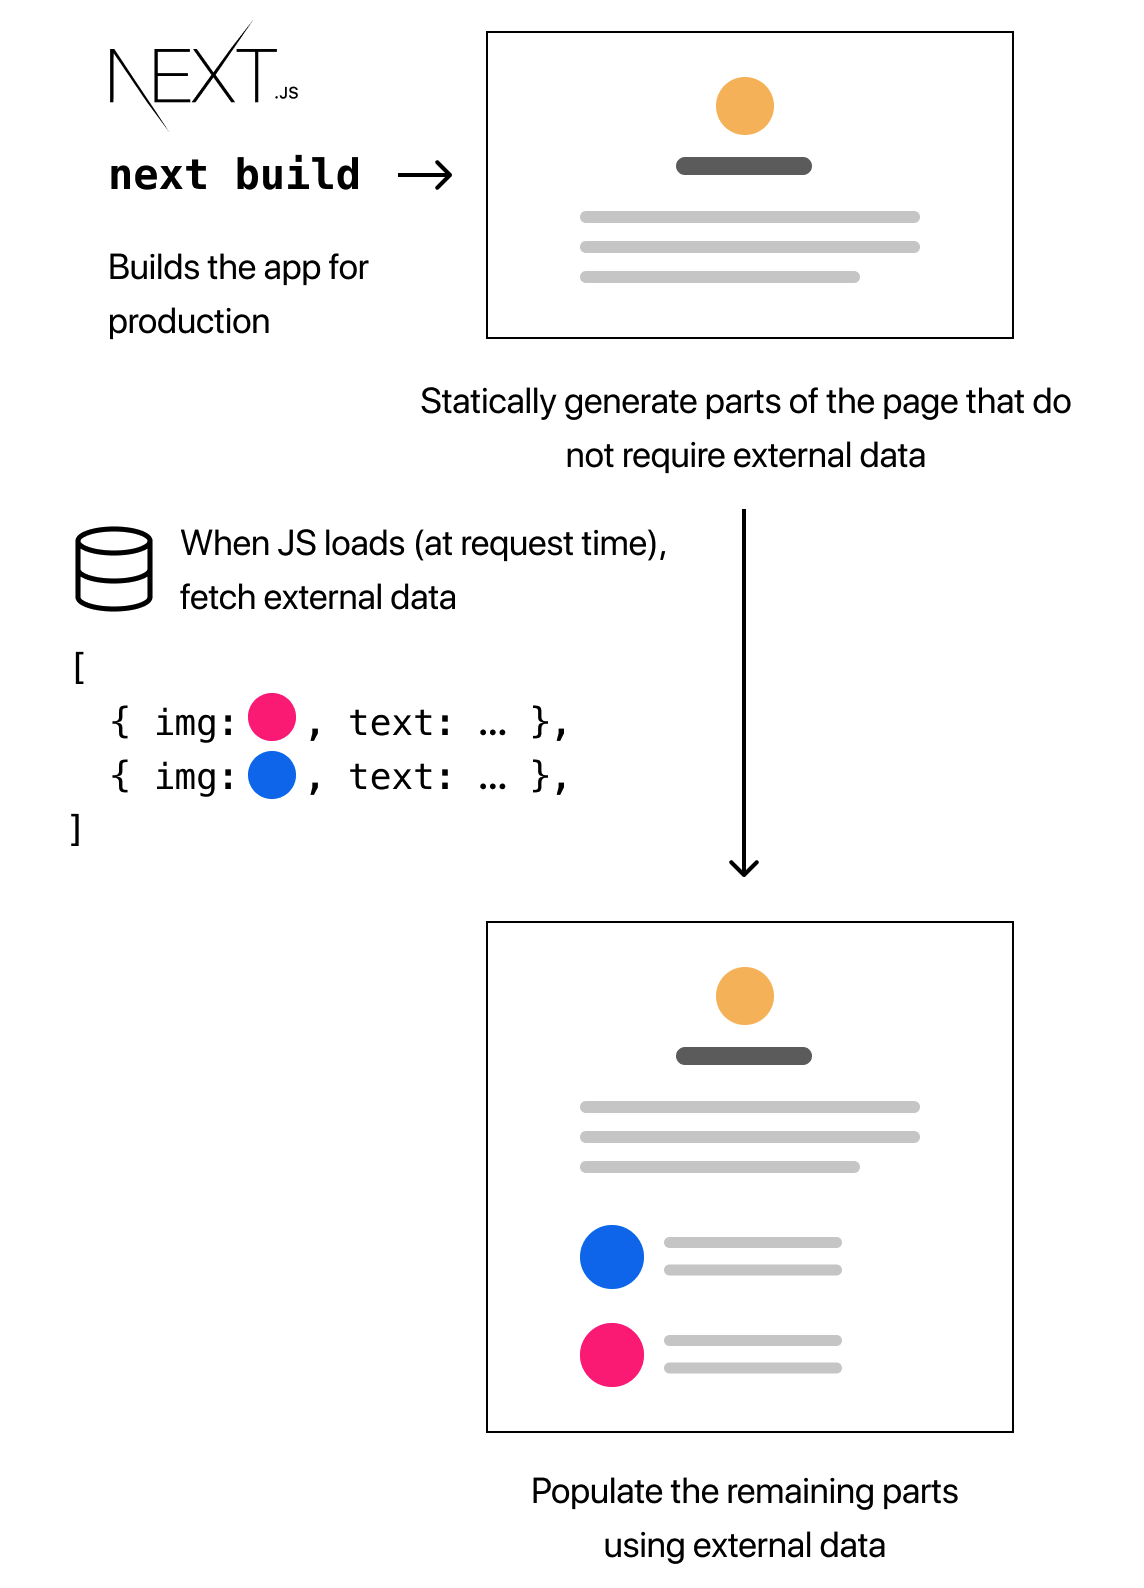 NEXT.JS
next build
Builds the app for
production
Statically generate parts of the page that do
not require external data
When JS loads (at request time),
fetch external data
[
{ img: , text: … },
{ img: , text: … },
]
Populate the remaining parts
using external data